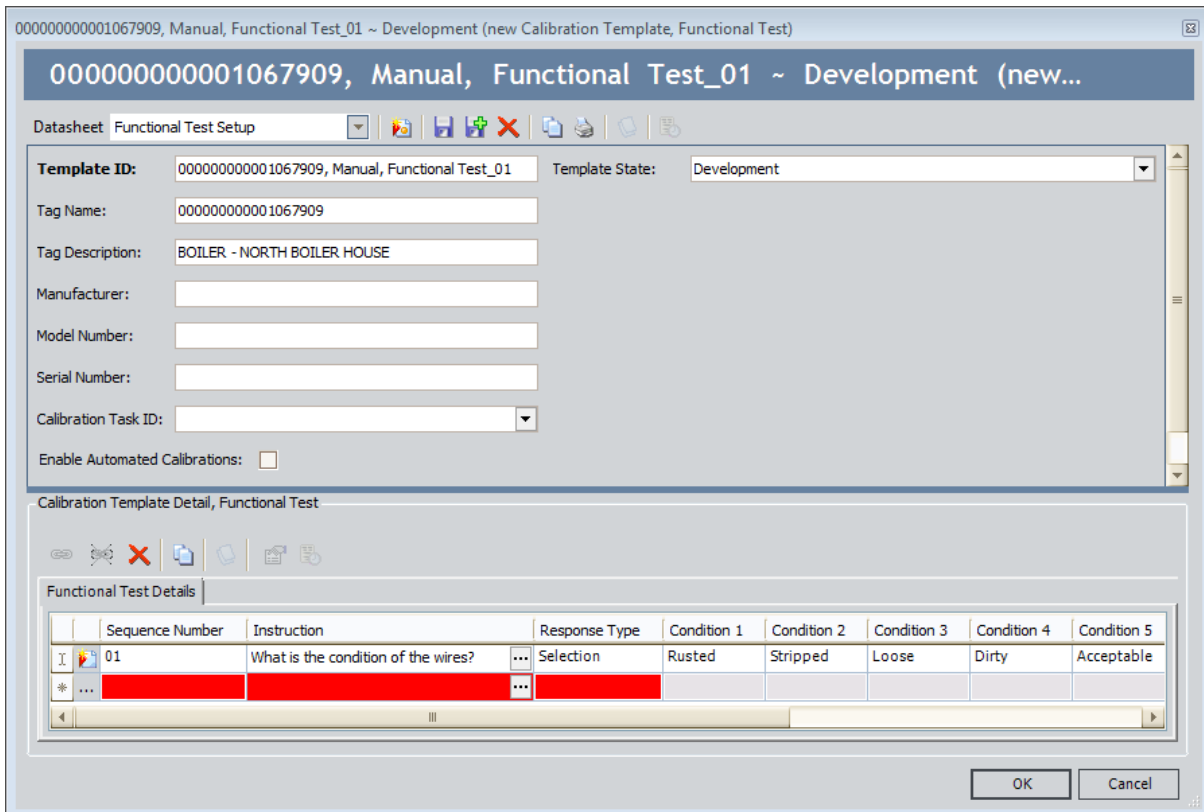 000000000001067909, Manual, Functional Test_01 ~ Development (new Calibration Template, Functional Test)
000000000001067909, Manual, Functional Test_01 ~ Development (new...
Datasheet Functional Test Setup
Template ID: 000000000001067909, Manual, Functional Test_01 Template State: Development
Tag Name: 000000000001067909
Tag Description: BOILER - NORTH BOILER HOUSE
Manufacturer:
Model Number:
Serial Number:
Calibration Task ID:
Enable Automated Calibrations:
Calibration Template Detail, Functional Test
Functional Test Details
Sequence Number Instruction Response Type Condition 1 Condition 2 Condition 3 Condition 4 Condition 5
01 What is the condition of the wires? ... Selection Rusted Stripped Loose Dirty Acceptable
* ... ...
OK Cancel